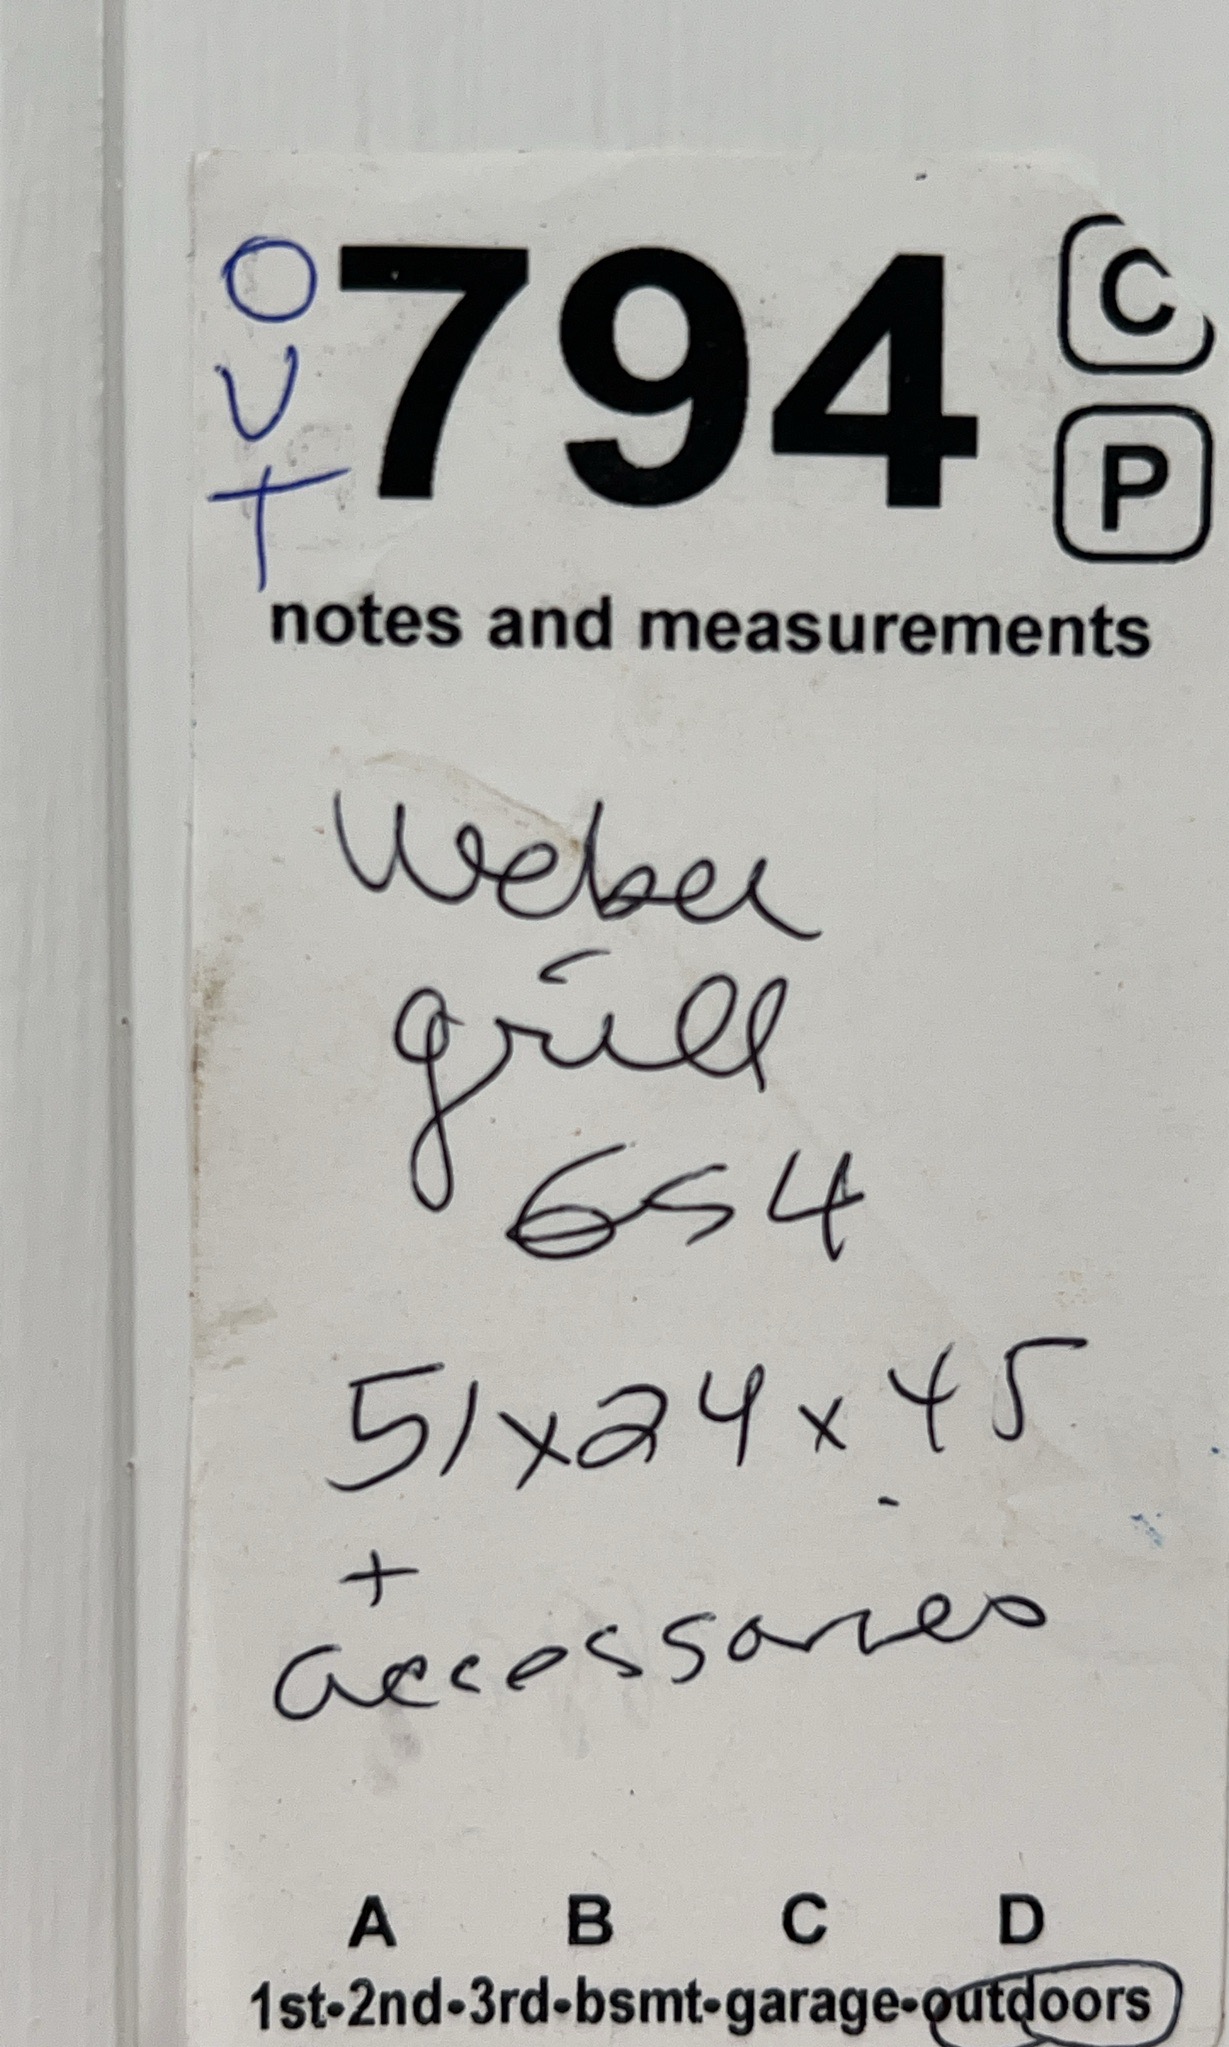 OUT
794
C
P
notes and measurements
Weber
grill
654
51x24x45
+
accessories
A B C D
1st-2nd-3rd-bsmt-garage-outdoors